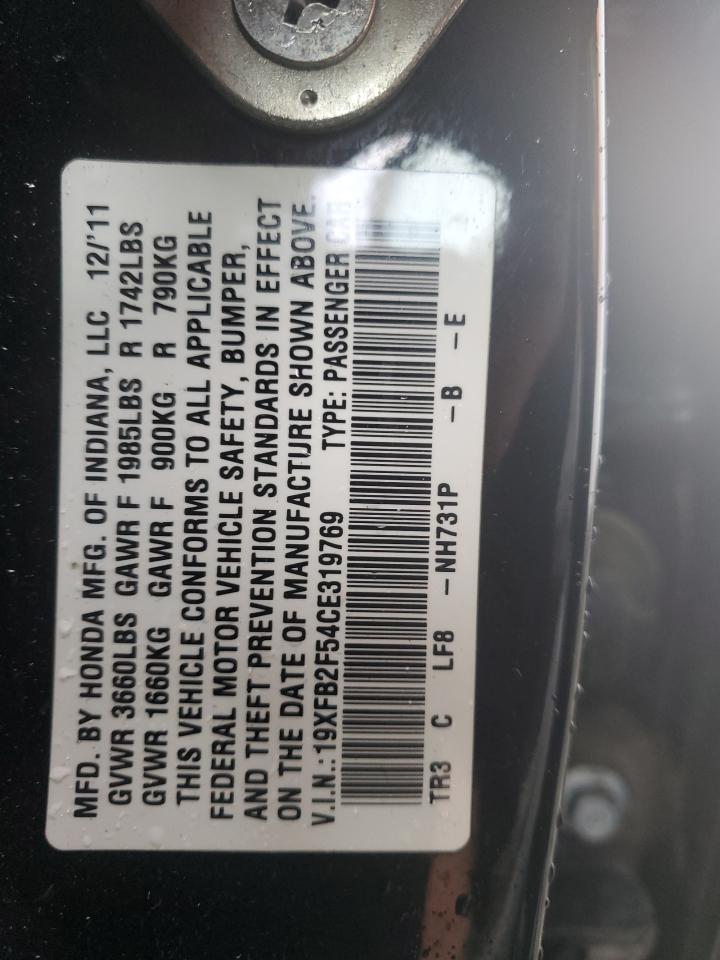 MFD. BY HONDA MFG. OF INDIANA, LLC 12/'11
GVWR 3660LBS GAWR F 1985LBS R 1742LBS
GVWR 1660KG GAWR F 900KG R 790KG
THIS VEHICLE CONFORMS TO ALL APPLICABLE
FEDERAL MOTOR VEHICLE SAFETY, BUMPER,
AND THEFT PREVENTION STANDARDS IN EFFECT
ON THE DATE OF MANUFACTURE SHOWN ABOVE.
V.I.N.: 19XFB2F54CE319769 TYPE: PASSENGER CAR
TR3 C LF8 -NH731P -B -E